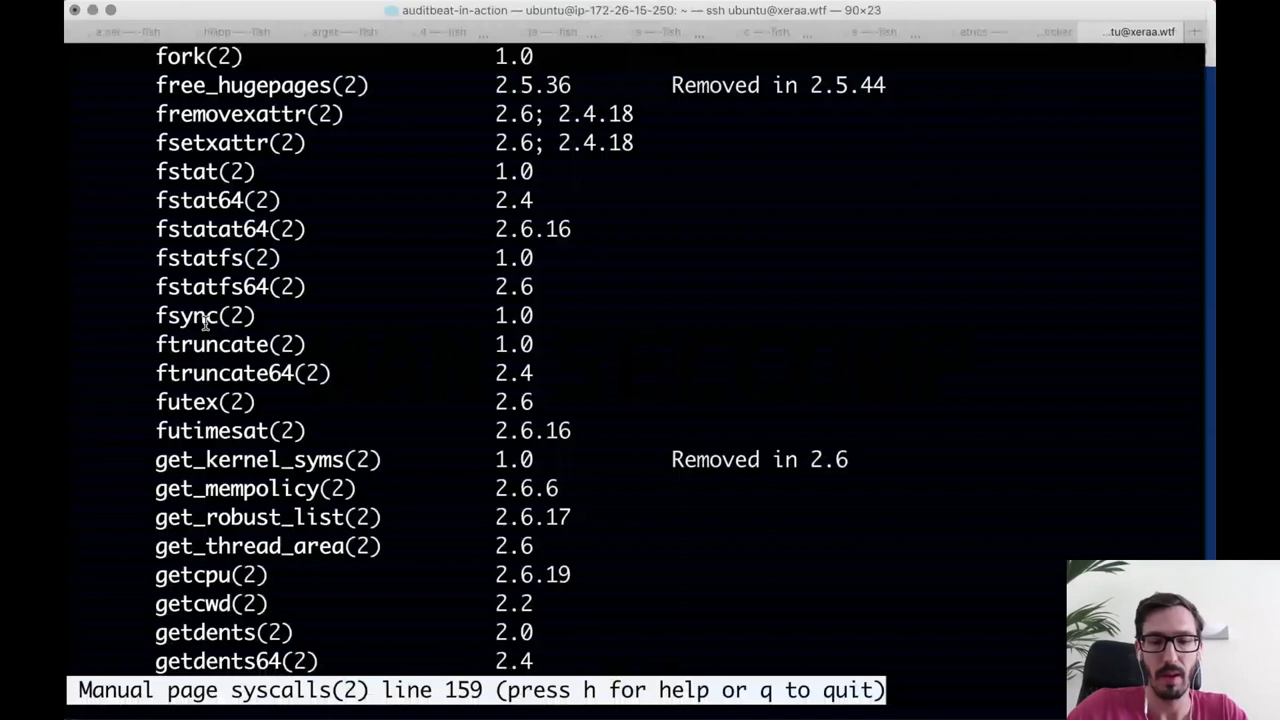 auditbeat-in-action — ubuntu@ip-172-26-15-250: ~ — ssh ubuntu@xeraa.wtf — 90×23
...tu@xeraa.wtf
fork(2) 1.0
free_hugepages(2) 2.5.36 Removed in 2.5.44
fremovexattr(2) 2.6; 2.4.18
fsetxattr(2) 2.6; 2.4.18
fstat(2) 1.0
fstat64(2) 2.4
fstatat64(2) 2.6.16
fstatfs(2) 1.0
fstatfs64(2) 2.6
fsync(2) 1.0
ftruncate(2) 1.0
ftruncate64(2) 2.4
futex(2) 2.6
futimesat(2) 2.6.16
get_kernel_syms(2) 1.0 Removed in 2.6
get_mempolicy(2) 2.6.6
get_robust_list(2) 2.6.17
get_thread_area(2) 2.6
getcpu(2) 2.6.19
getcwd(2) 2.2
getdents(2) 2.0
getdents64(2) 2.4
Manual page syscalls(2) line 159 (press h for help or q to quit)